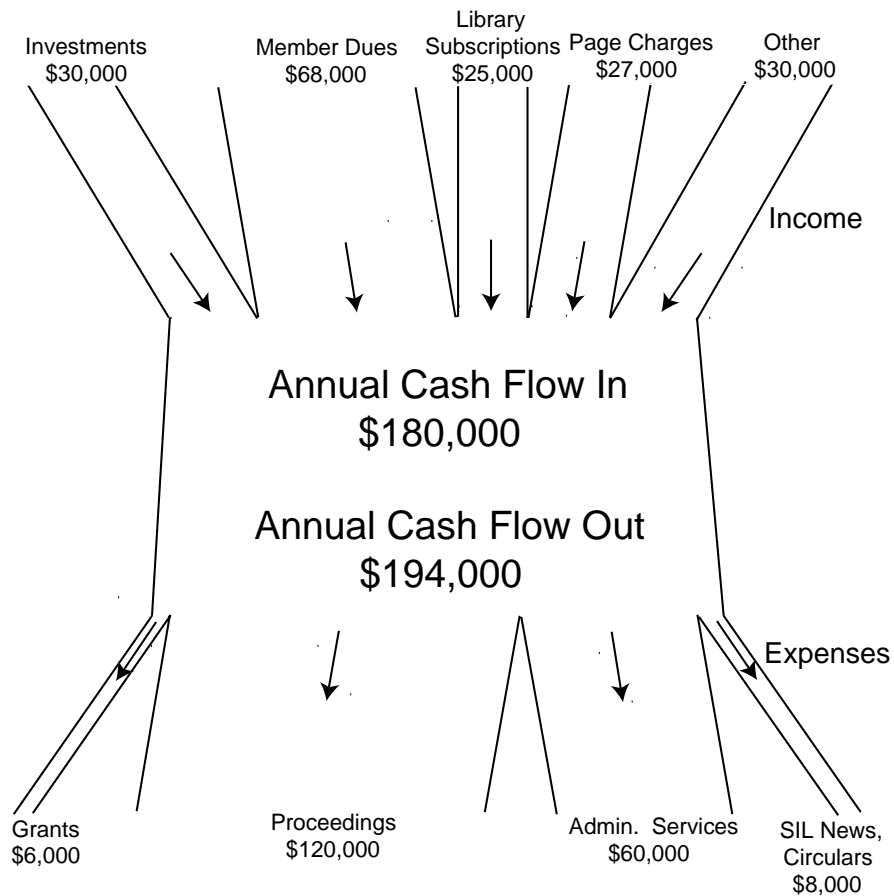 Investments
$30,000
Member Dues
$68,000
Library
Subscriptions
$25,000
Page Charges
$27,000
Other
$30,000
Income
Annual Cash Flow In
$180,000
Annual Cash Flow Out
$194,000
Expenses
Grants
$6,000
Proceedings
$120,000
Admin. Services
$60,000
SIL News,
Circulars
$8,000